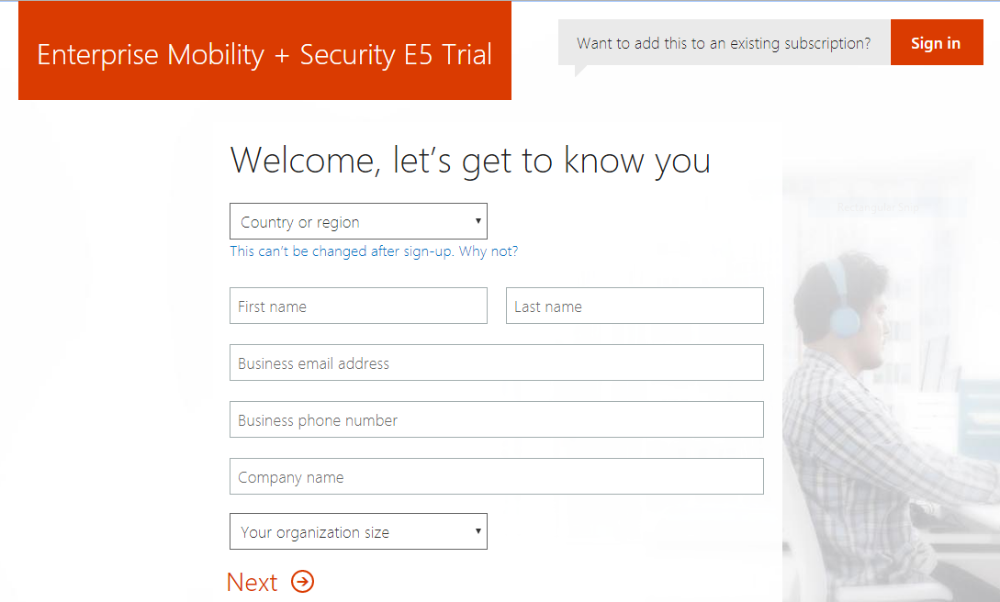 Enterprise Mobility + Security E5 Trial
Want to add this to an existing subscription?
Sign in
Welcome, let's get to know you
Country or region
This can't be changed after sign-up. Why not?
First name
Last name
Business email address
Business phone number
Company name
Your organization size
Next
Rectangular Snip